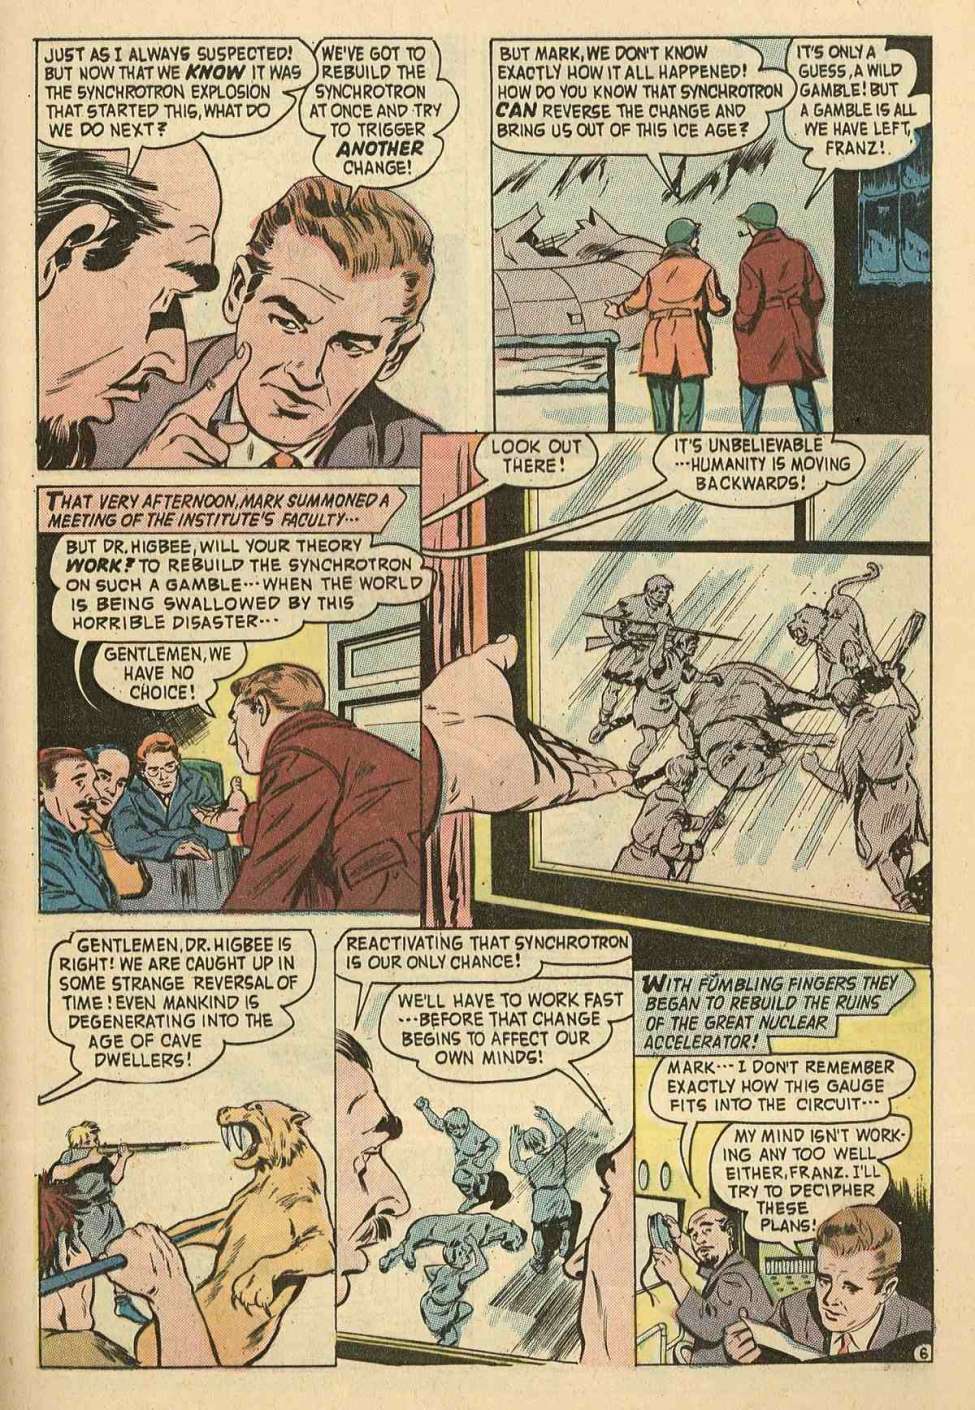 JUST AS I ALWAYS SUSPECTED!
BUT NOW THAT WE KNOW IT WAS
THE SYNCHROTRON EXPLOSION
THAT STARTED THIS, WHAT DO
WE DO NEXT?
WE'VE GOT TO
REBUILD THE
SYNCHROTRON
AT ONCE AND TRY
TO TRIGGER
ANOTHER
CHANGE!
BUT MARK, WE DON'T KNOW
EXACTLY HOW IT ALL HAPPENED!
HOW DO YOU KNOW THAT SYNCHROTRON
CAN REVERSE THE CHANGE AND
BRING US OUT OF THIS ICE AGE?
IT'S ONLY A
GUESS, A WILD
GAMBLE! BUT
A GAMBLE IS ALL
WE HAVE LEFT,
FRANZ!
THAT VERY AFTERNOON, MARK SUMMONED A
MEETING OF THE INSTITUTE'S FACULTY...
BUT DR. HIGBEE, WILL YOUR THEORY
WORK? TO REBUILD THE SYNCHROTRON
ON SUCH A GAMBLE... WHEN THE WORLD
IS BEING SWALLOWED BY THIS
HORRIBLE DISASTER...
GENTLEMEN, WE
HAVE NO
CHOICE!
LOOK OUT
THERE!
IT'S UNBELIEVABLE
...HUMANITY IS MOVING
BACKWARDS!
GENTLEMEN, DR. HIGBEE IS
RIGHT! WE ARE CAUGHT UP IN
SOME STRANGE REVERSAL OF
TIME! EVEN MANKIND IS
DEGENERATING INTO THE
AGE OF CAVE
DWELLERS!
REACTIVATING THAT SYNCHROTRON
IS OUR ONLY CHANCE!
WE'LL HAVE TO WORK FAST
...BEFORE THAT CHANGE
BEGINS TO AFFECT OUR
OWN MINDS!
WITH FUMBLING FINGERS THEY
BEGAN TO REBUILD THE RUINS
OF THE GREAT NUCLEAR
ACCELERATOR!
MARK... I DON'T REMEMBER
EXACTLY HOW THIS GAUGE
FITS INTO THE CIRCUIT...
MY MIND ISN'T WORK-
ING ANY TOO WELL
EITHER, FRANZ. I'LL
TRY TO DECIPHER
THESE
PLANS!
6